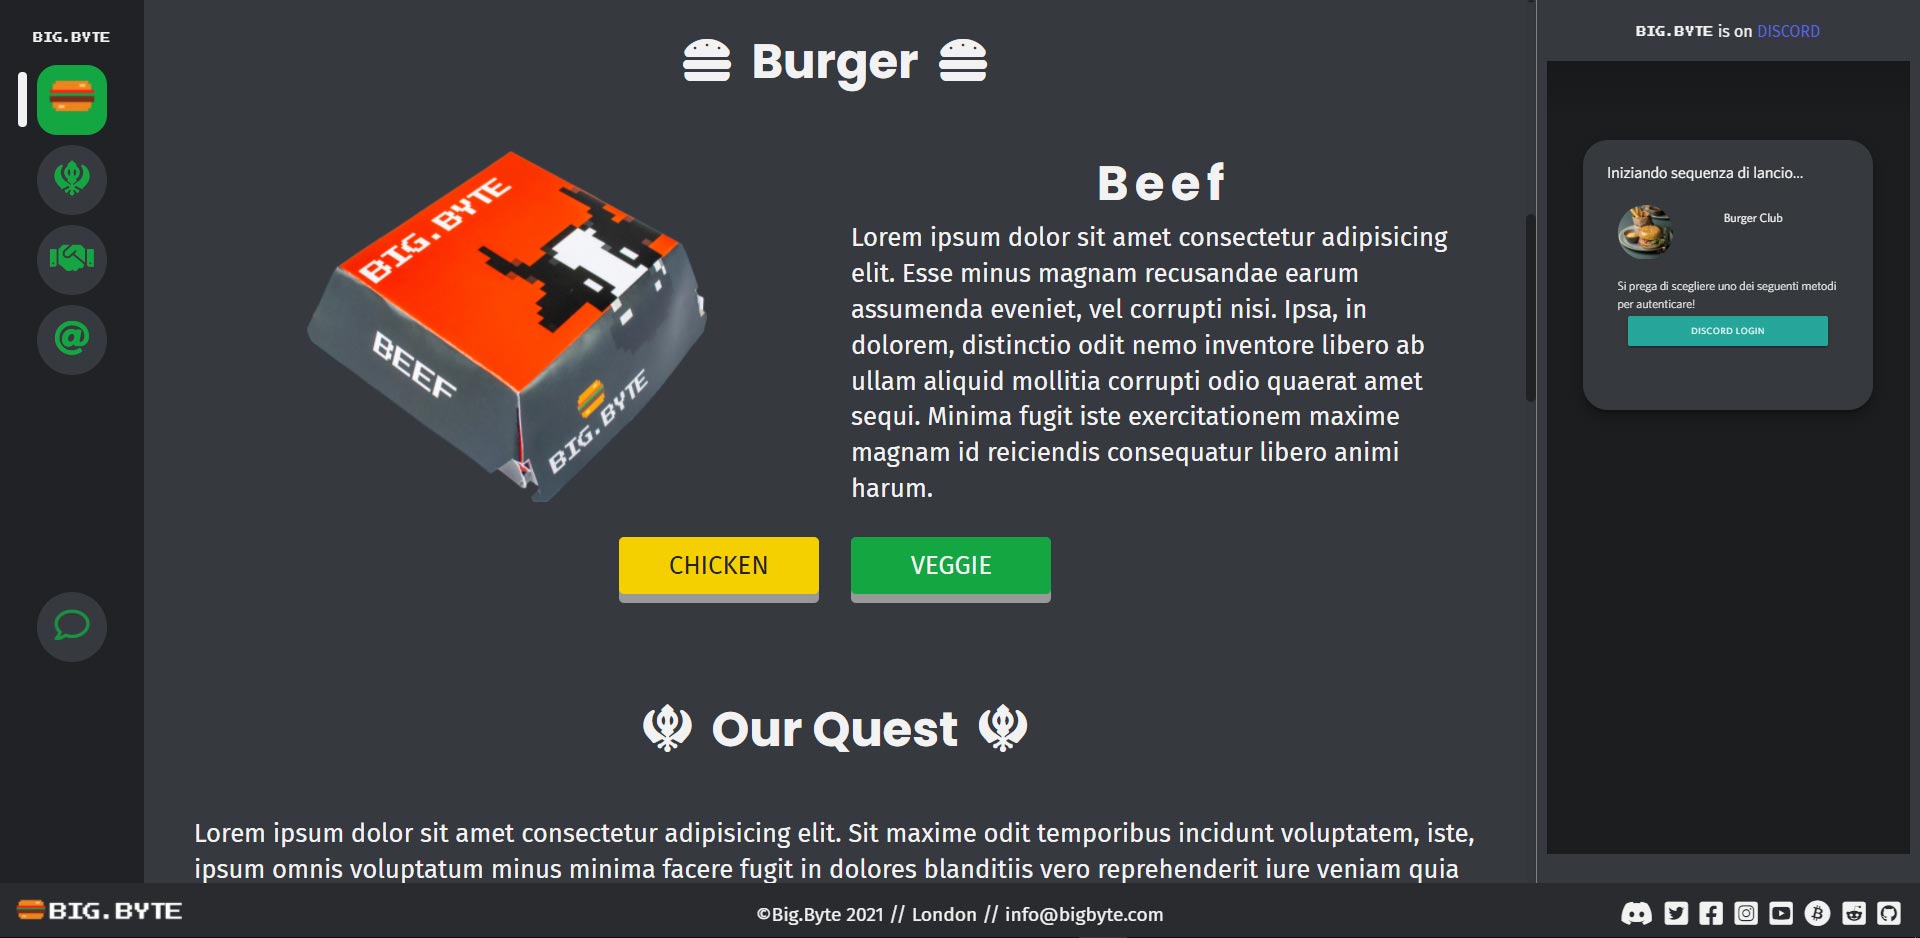 BIG.BYTE
Burger
BIG.BYTE
BEEF
BIG.BYTE
Beef
Lorem ipsum dolor sit amet consectetur adipisicing
elit. Esse minus magnam recusandae earum
assumenda eveniet, vel corrupti nisi. Ipsa, in
dolorem, distinctio odit nemo inventore libero ab
ullam aliquid mollitia corrupti odio quaerat amet
sequi. Minima fugit iste exercitationem maxime
magnam id reiciendis consequatur libero animi
harum.
CHICKEN
VEGGIE
Our Quest
Lorem ipsum dolor sit amet consectetur adipisicing elit. Sit maxime odit temporibus incidunt voluptatem, iste,
ipsum omnis voluptatum minus minima facere fugit in dolores blanditiis vero reprehenderit iure veniam quia
BIG.BYTE is on DISCORD
Iniziando sequenza di lancio...
Burger Club
Si prega di scegliere uno dei seguenti metodi
per autenticare!
DISCORD LOGIN
BIG.BYTE
©Big.Byte 2021 // London // info@bigbyte.com